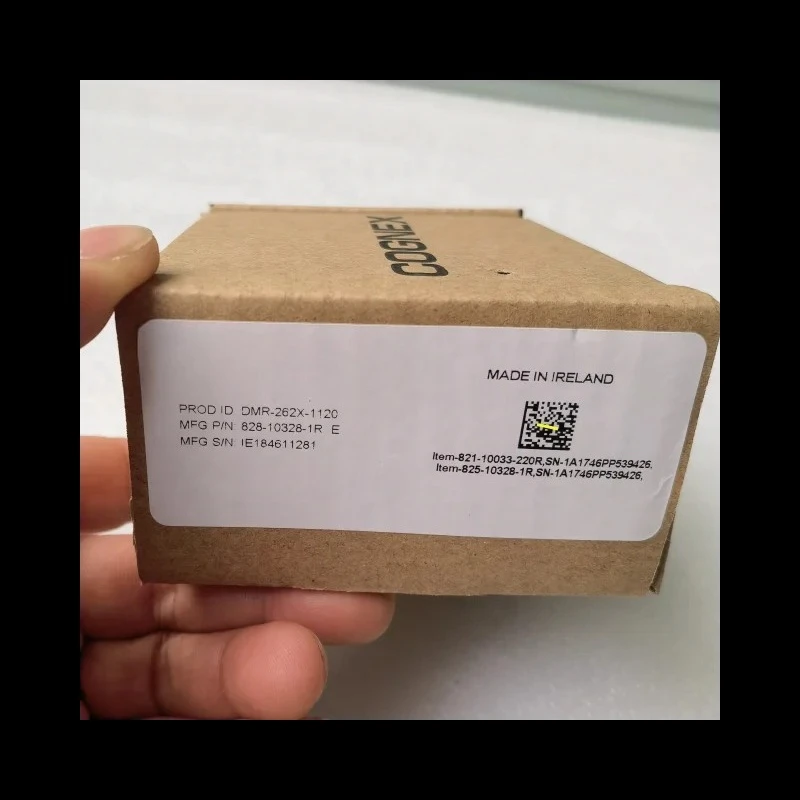 COGNEX
MADE IN IRELAND
PROD ID: DMR-262X-1120
MFG P/N: 828-10328-1R E
MFG S/N: IE184611281
Item-821-10033-220R,SN-1A1746PP539426,
Item-825-10328-1R,SN-1A1746PP539426,